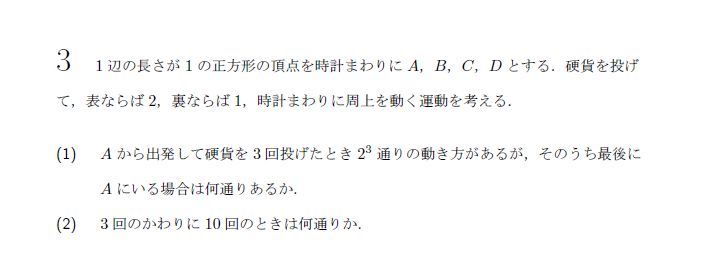 3 1辺の長さが1の正方形の頂点を時計まわりに A, B, C, D とする. 硬貨を投げ
て, 表ならば 2, 裏ならば 1, 時計まわりに周上を動く運動を考える.
(1) A から出発して硬貨を 3 回投げたとき 2³ 通りの動き方があるが, そのうち最後に
A にいる場合は何通りあるか.
(2) 3 回のかわりに 10 回のときは何通りか.